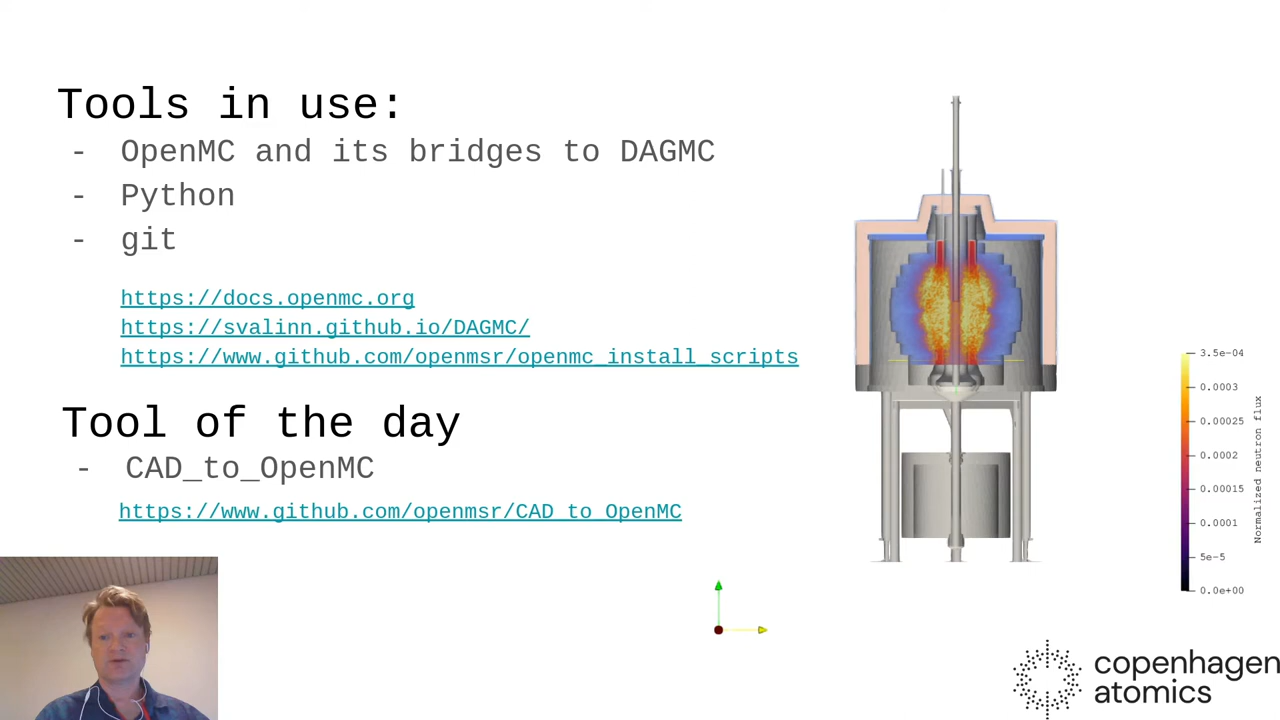 Tools in use:
- OpenMC and its bridges to DAGMC
- Python
- git
https://docs.openmc.org
https://svalinn.github.io/DAGMC/
https://www.github.com/openmsr/openmc_install_scripts
Tool of the day
- CAD_to_OpenMC
https://www.github.com/openmsr/CAD_to_OpenMC
3.5e-04
0.0003
0.00025
0.0002
0.00015
0.0001
5e-5
0.0e+00
Normalized neutron flux
copenhagen
atomics